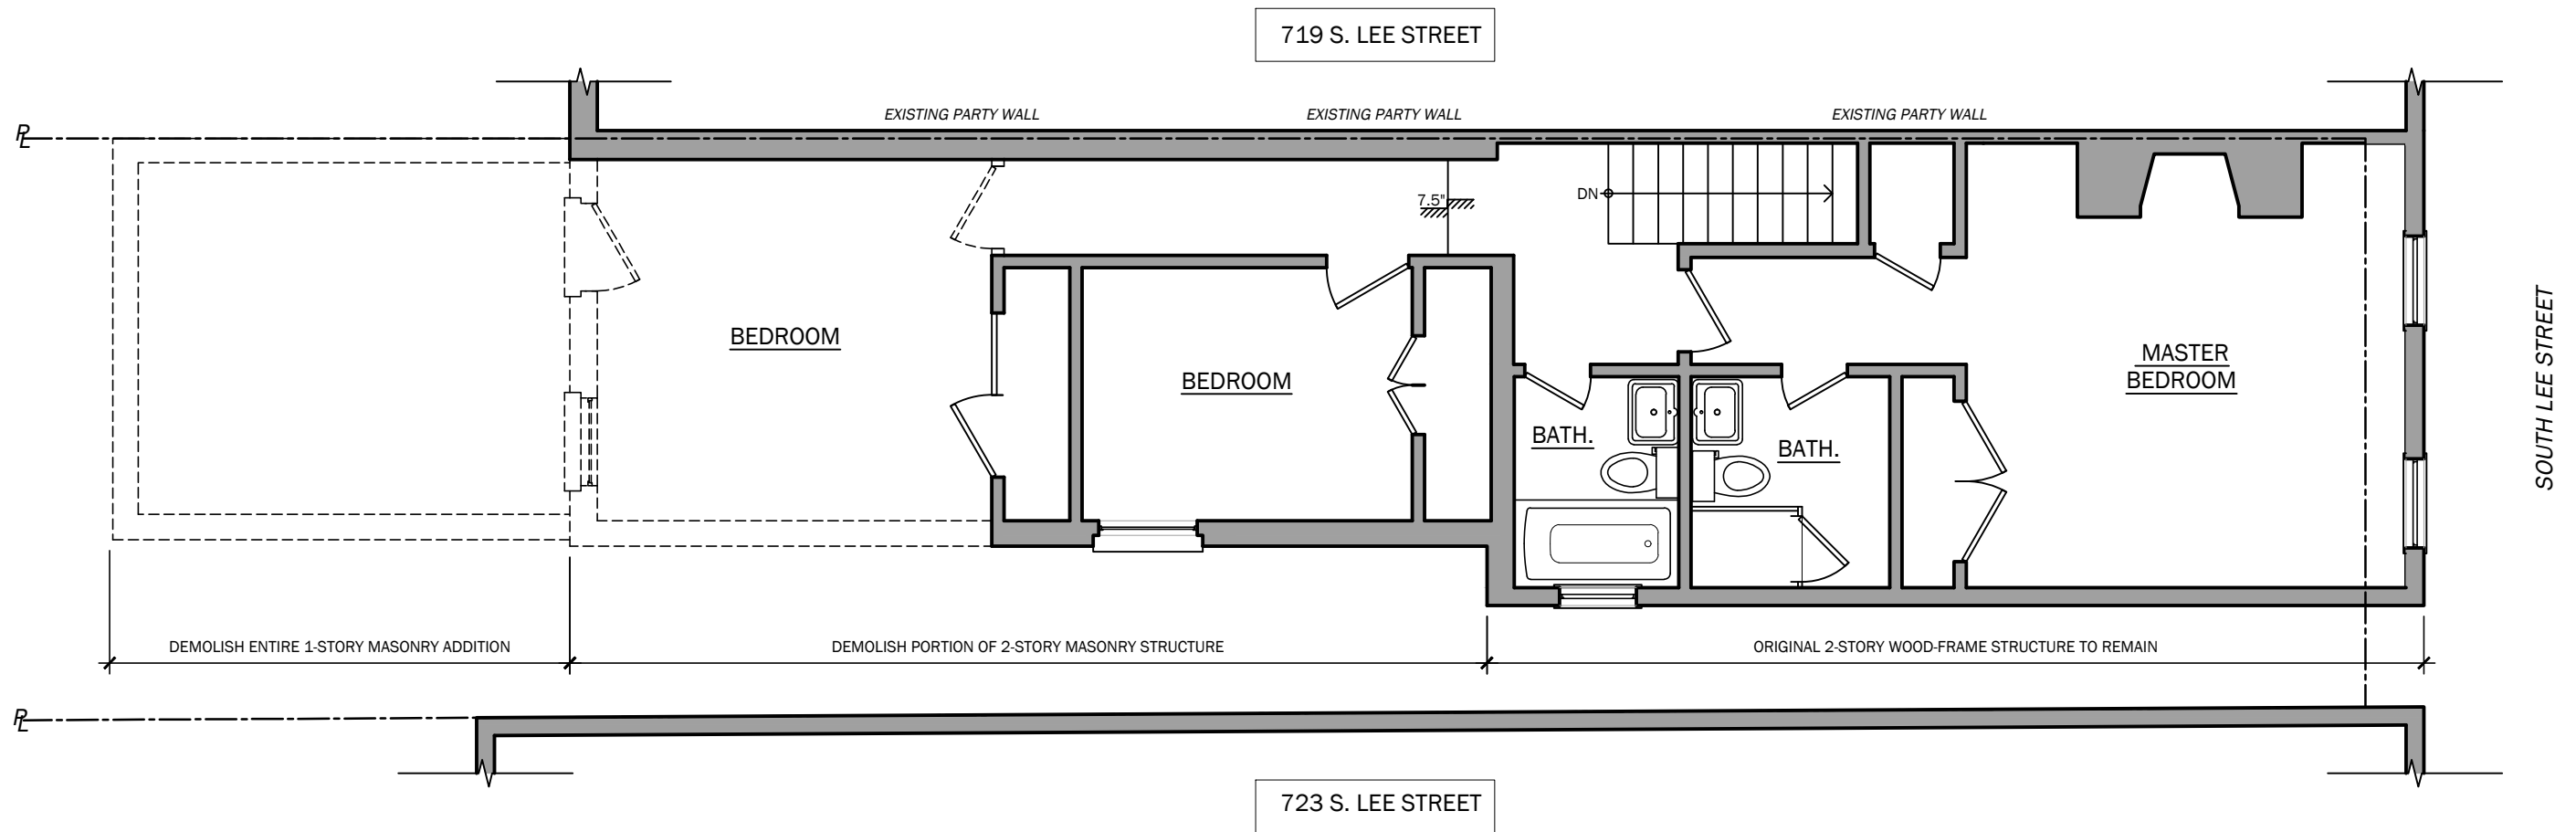 719 S. LEE STREET
EXISTING PARTY WALL
EXISTING PARTY WALL
EXISTING PARTY WALL
PL
7.5"
DN
BEDROOM
BEDROOM
MASTER
BEDROOM
BATH.
BATH.
SOUTH LEE STREET
DEMOLISH ENTIRE 1-STORY MASONRY ADDITION
DEMOLISH PORTION OF 2-STORY MASONRY STRUCTURE
ORIGINAL 2-STORY WOOD-FRAME STRUCTURE TO REMAIN
PL
723 S. LEE STREET